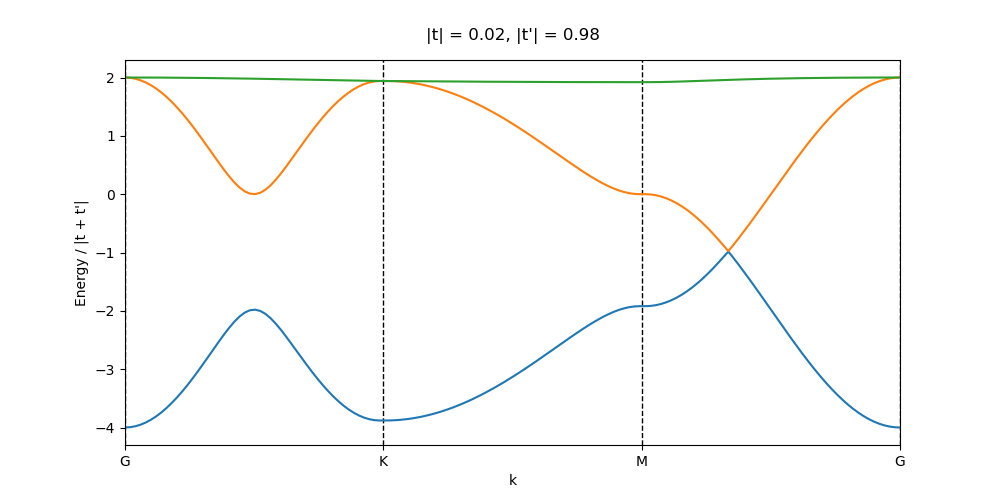 |t| = 0.02, |t'| = 0.98
Energy / |t + t'|
2
1
0
−1
−2
−3
−4
G
K
M
G
k